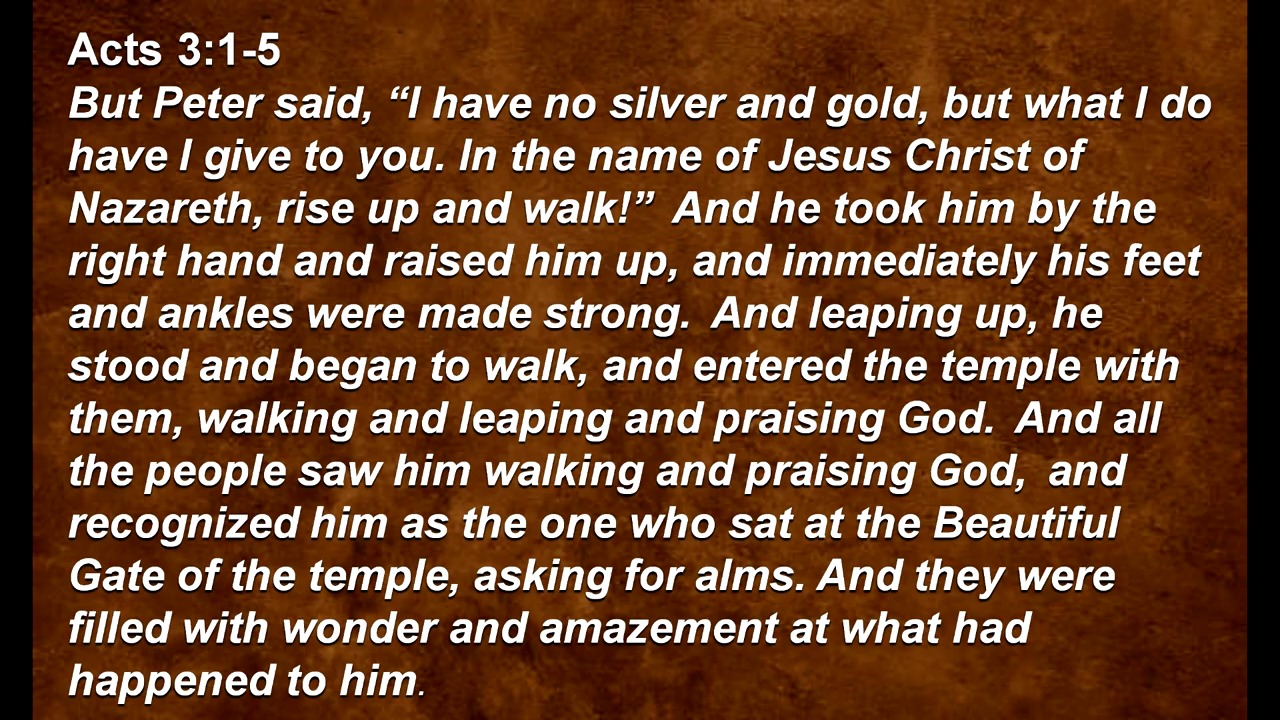 Acts 3:1-5
But Peter said, “I have no silver and gold, but what I do
have I give to you. In the name of Jesus Christ of
Nazareth, rise up and walk!”  And he took him by the
right hand and raised him up, and immediately his feet
and ankles were made strong.  And leaping up, he
stood and began to walk, and entered the temple with
them, walking and leaping and praising God.  And all
the people saw him walking and praising God,  and
recognized him as the one who sat at the Beautiful
Gate of the temple, asking for alms. And they were
filled with wonder and amazement at what had
happened to him.